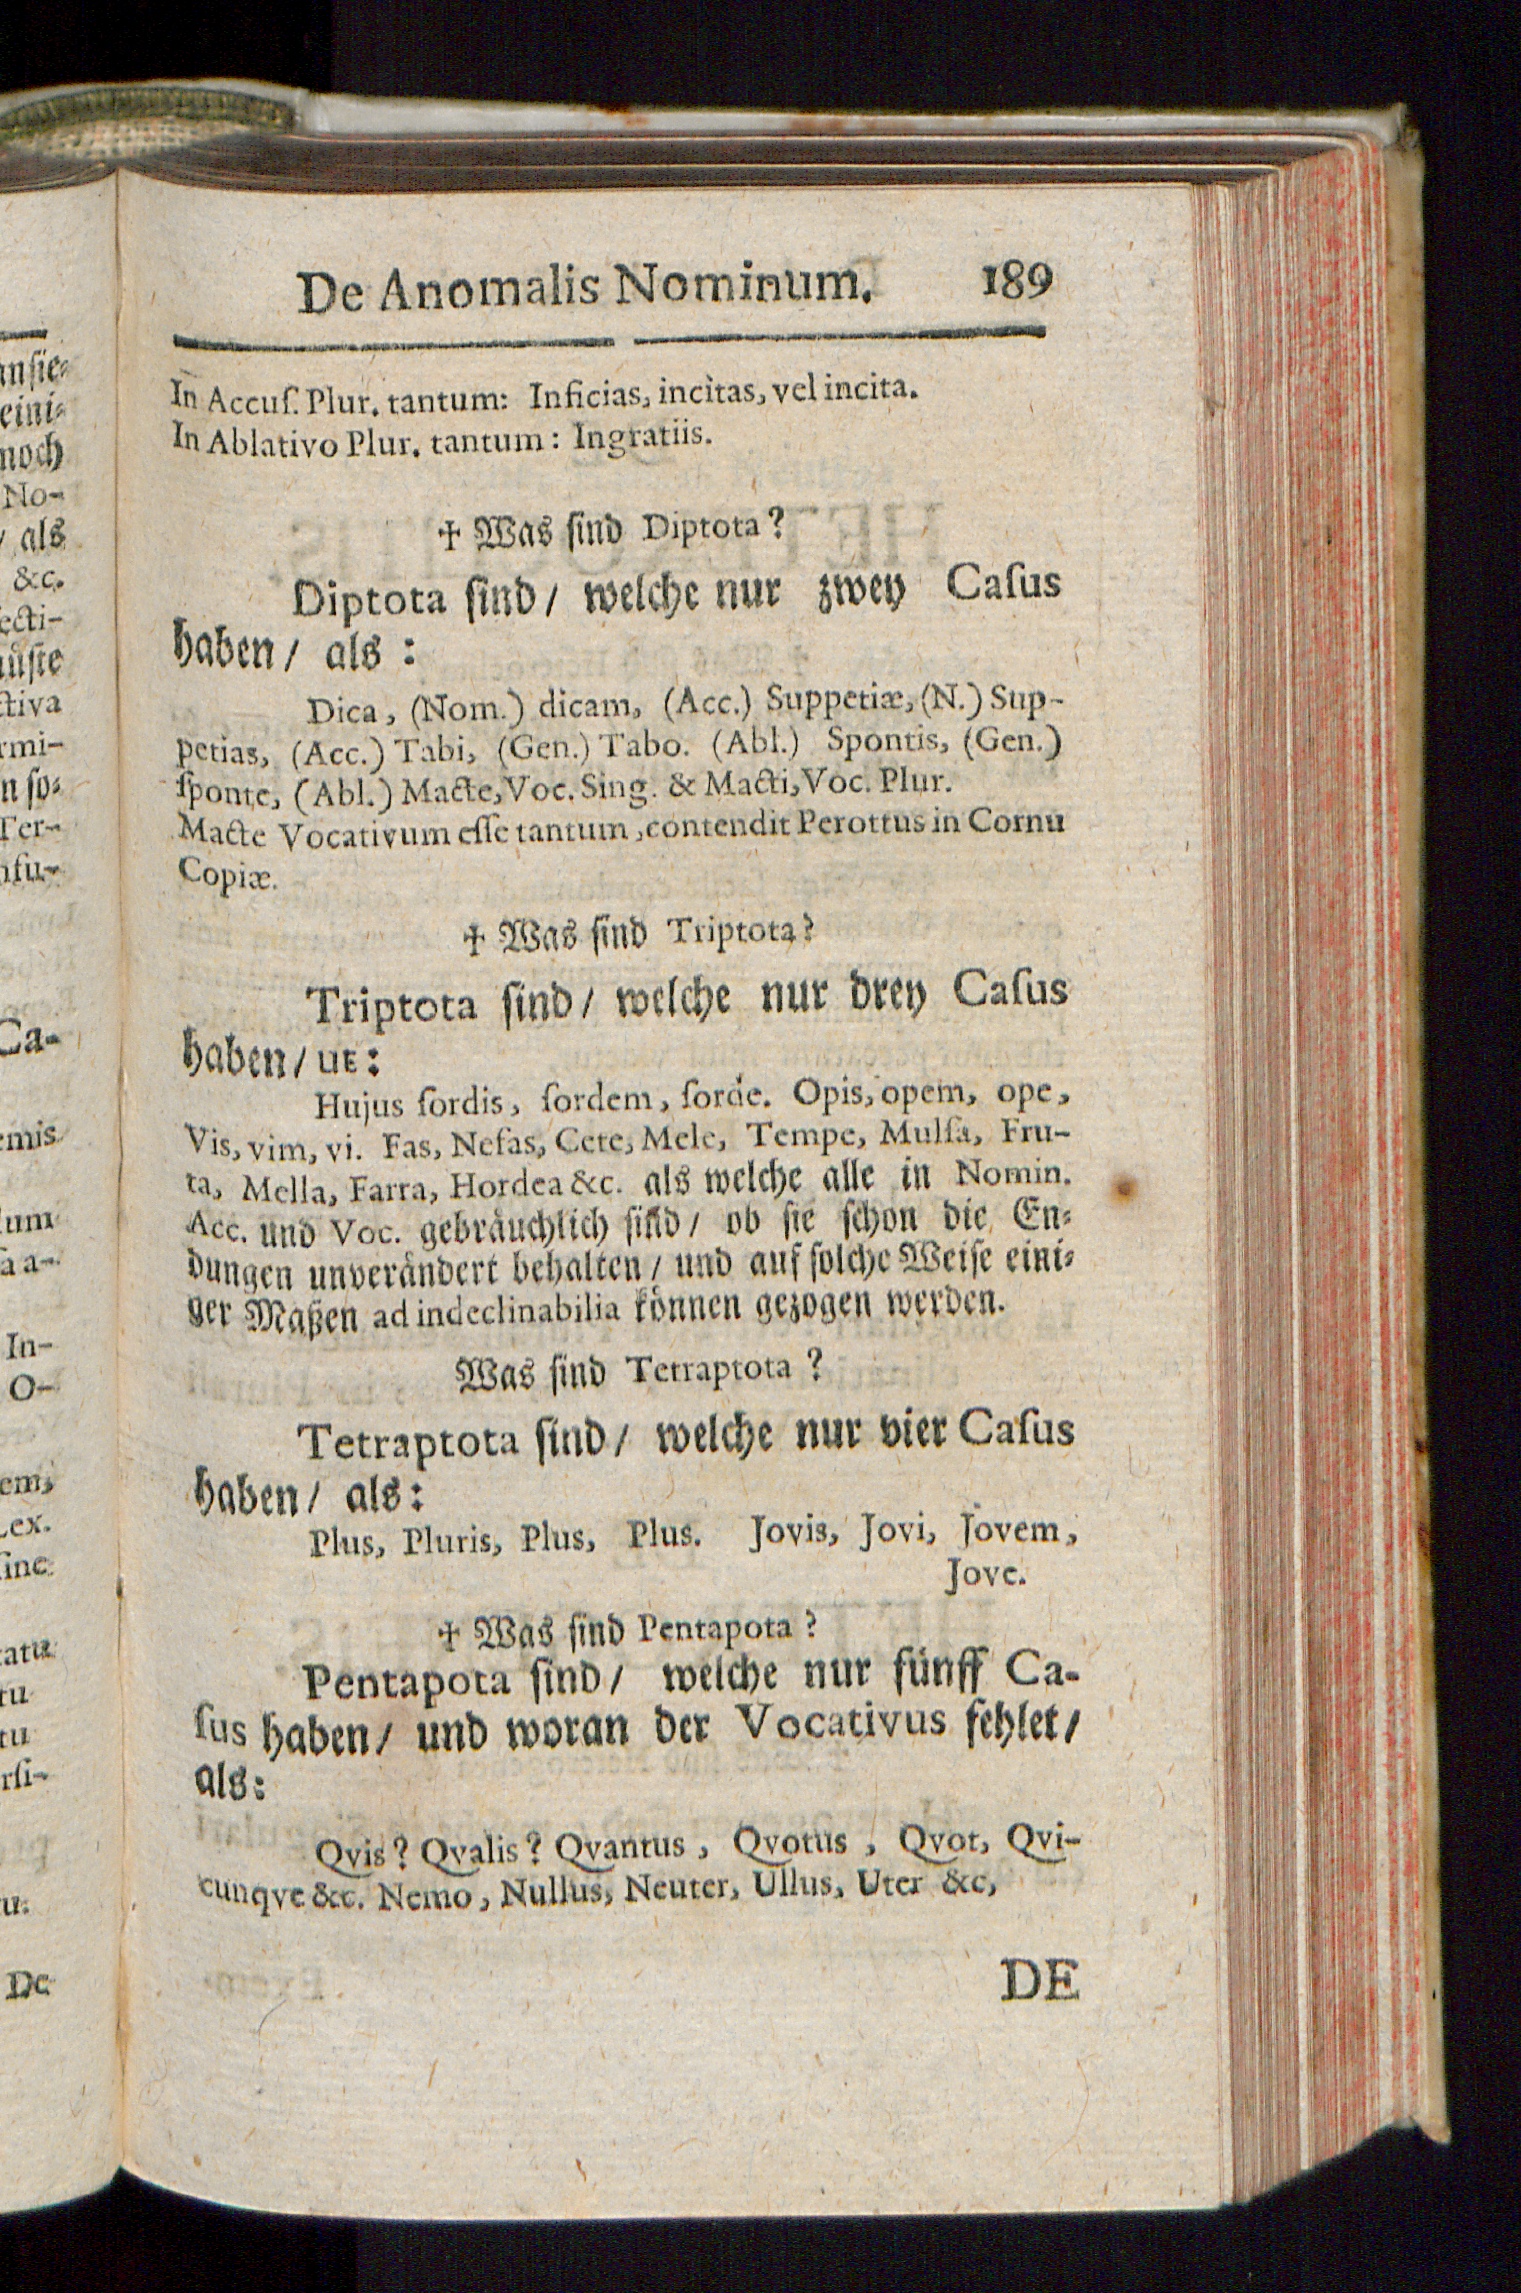 De Anomalis Nominum. 189
In Accuſ. Plur. tantum: Inficias, incitas, vel incita.
In Ablativo Plur. tantum: Ingratiis.
✢ Was ſind Diptota?
Diptota ſind/ welche nur zwey Caſus
haben/ als:
Dica, (Nom.) dicam, (Acc.) Suppetiæ, (N.) Sup-
petias, (Acc.) Tabi, (Gen.) Tabo. (Abl.) Spontis, (Gen.)
ſponte, (Abl.) Macte, Voc. Sing. & Macti, Voc. Plur.
Macte Vocativum eſſe tantum, contendit Perottus in Cornu
Copiæ.
✢ Was ſind Triptota?
Triptota ſind/ welche nur drey Caſus
haben/ ut:
Hujus ſordis, ſordem, ſorde. Opis, opem, ope,
Vis, vim, vi. Fas, Nefas, Cete, Mele, Tempe, Mulſa, Fru-
ta, Mella, Farra, Hordea &c. als welche alle in Nomin.
Acc. und Voc. gebräuchlich ſind/ ob ſie ſchon die En-
dungen unverändert behalten/ und auf ſolche Weiſe eini-
ger Maßen ad indeclinabilia können gezogen werden.
Was ſind Tetraptota?
Tetraptota ſind/ welche nur vier Caſus
haben/ als:
Plus, Pluris, Plus, Plus. Jovis, Jovi, Jovem,
Jove.
✢ Was ſind Pentapota?
Pentapota ſind/ welche nur fünff Ca-
ſus haben/ und woran der Vocativus fehlet/
als:
Qvis? Qvalis? Qvantus, Qvotus, Qvot, Qvi-
cunqve &c. Nemo, Nullus, Neuter, Ullus, Uter &c,
DE